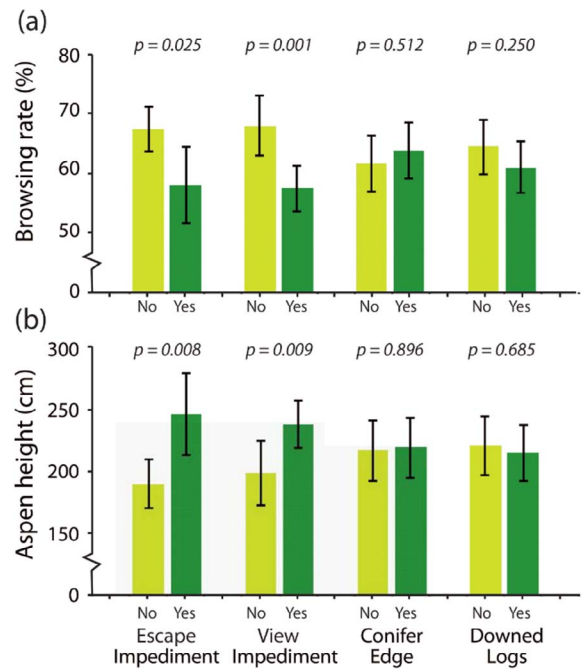 (a)
p = 0.025 p = 0.001 p = 0.512 p = 0.250
Browsing rate (%)
80
70
60
50
0
No Yes No Yes No Yes No Yes
(b)
p = 0.008 p = 0.009 p = 0.896 p = 0.685
Aspen height (cm)
300
250
200
150
0
No Yes No Yes No Yes No Yes
Escape Impediment
View Impediment
Conifer Edge
Downed Logs